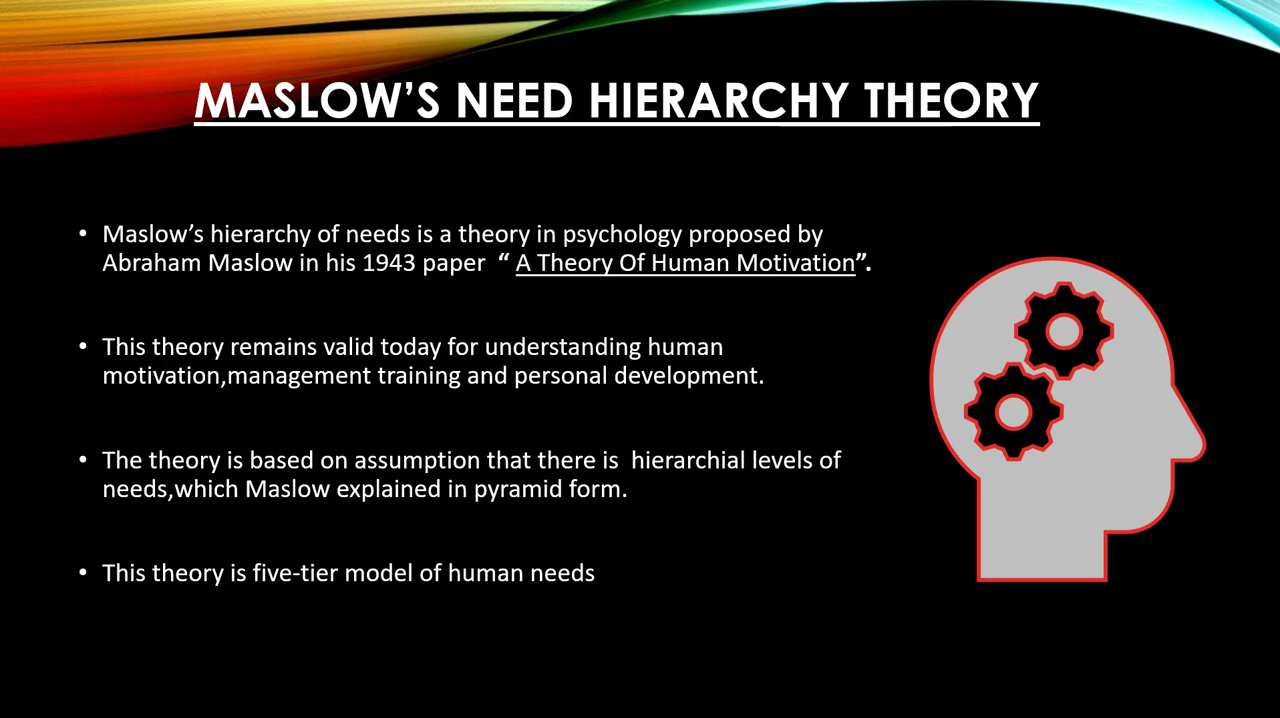 MASLOW’S NEED HIERARCHY THEORY
• Maslow’s hierarchy of needs is a theory in psychology proposed by
Abraham Maslow in his 1943 paper “ A Theory Of Human Motivation”.
• This theory remains valid today for understanding human
motivation,management training and personal development.
• The theory is based on assumption that there is hierarchial levels of
needs,which Maslow explained in pyramid form.
• This theory is five-tier model of human needs